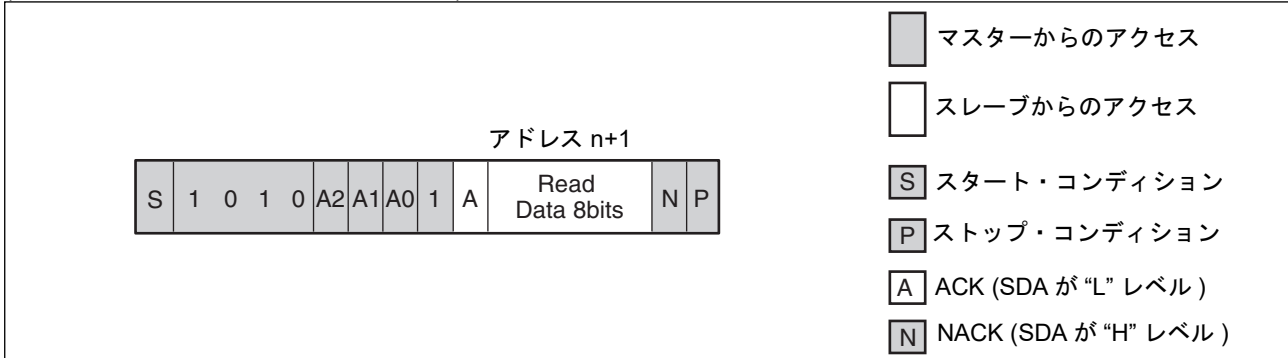 アドレス n+1
S 1 0 1 0 A2 A1 A0 1 A Read Data 8bits N P
マスターからのアクセス
スレーブからのアクセス
S スタート・コンディション
P ストップ・コンディション
A ACK (SDA が “L” レベル )
N NACK (SDA が “H” レベル )